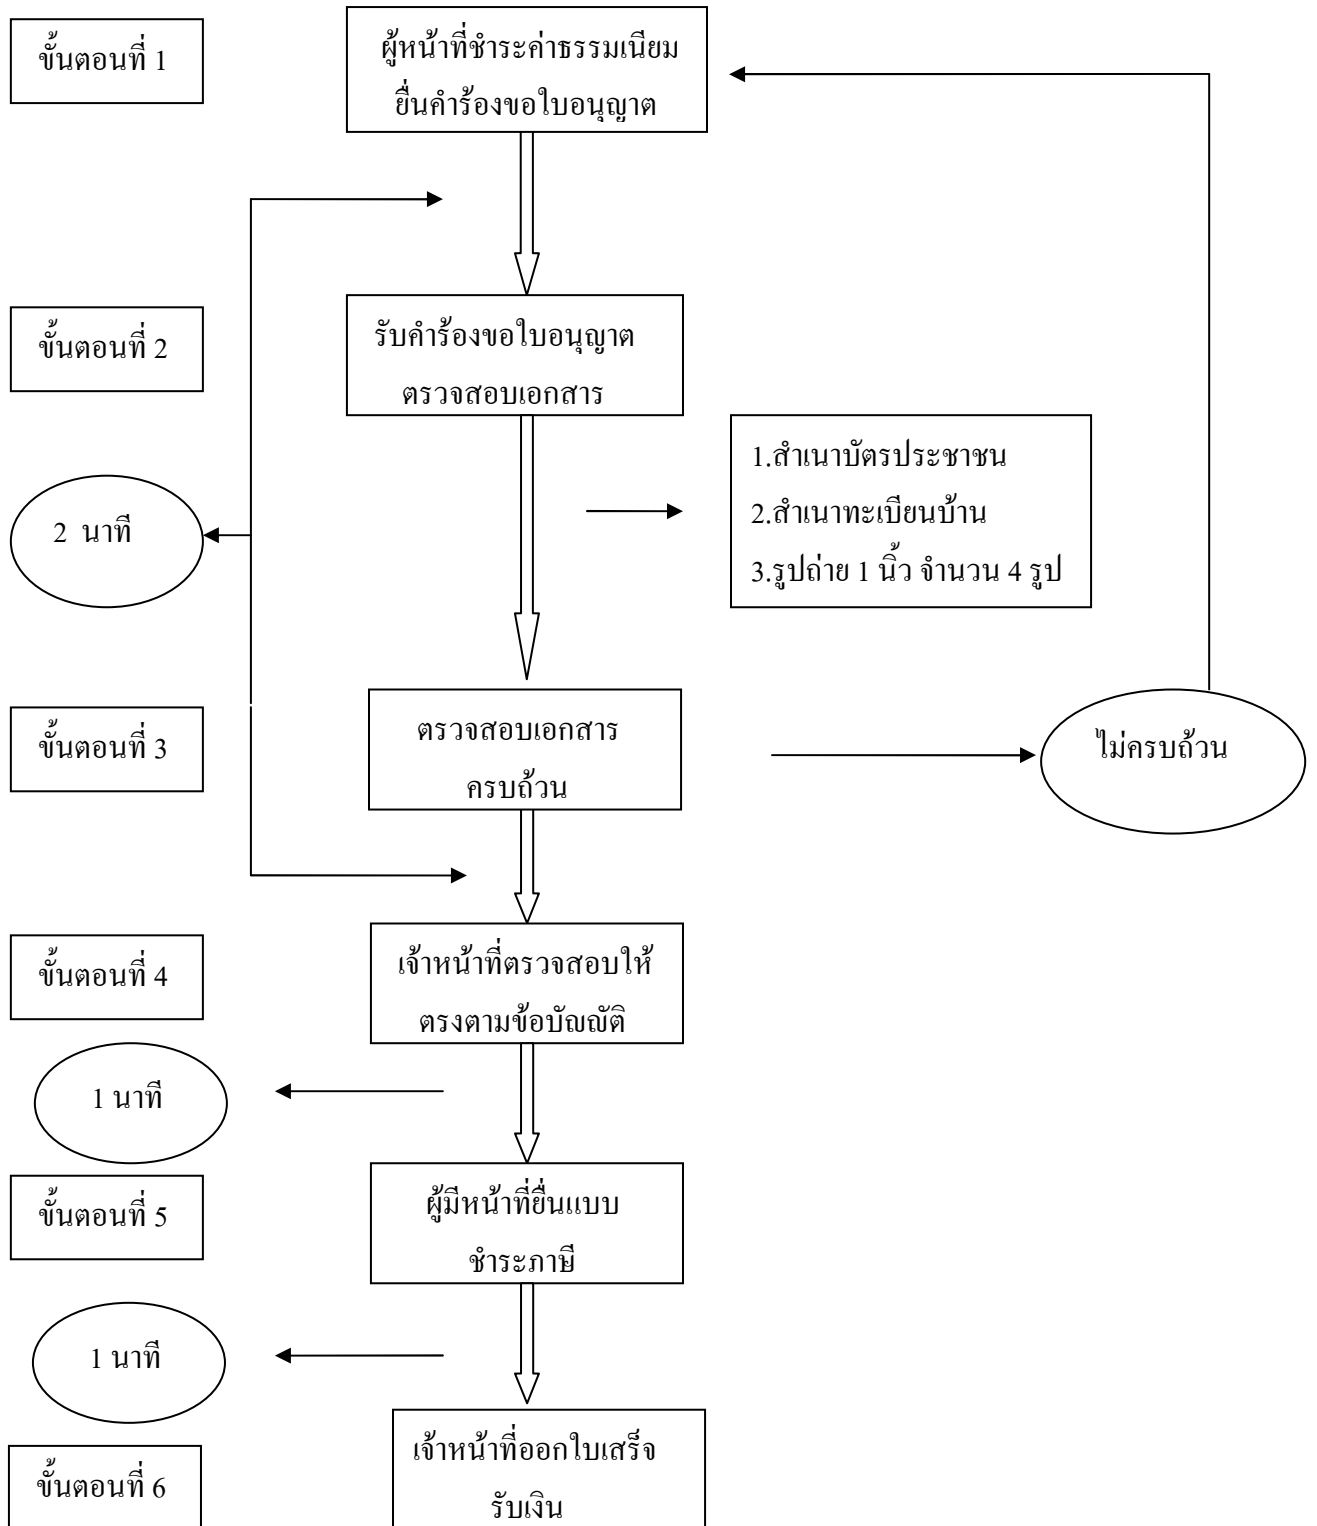 ขั้นตอนที่ 1
ผู้หน้าที่ชำระค่าธรรมเนียม
ยื่นคำร้องขอใบอนุญาต
ขั้นตอนที่ 2
รับคำร้องขอใบอนุญาต
ตรวจสอบเอกสาร
2 นาที
1.สำเนาบัตรประชาชน
2.สำเนาทะเบียนบ้าน
3.รูปถ่าย 1 นิ้ว จำนวน 4 รูป
ขั้นตอนที่ 3
ตรวจสอบเอกสาร
ครบถ้วน
ไม่ครบถ้วน
ขั้นตอนที่ 4
เจ้าหน้าที่ตรวจสอบให้
ตรงตามข้อบัญญัติ
1 นาที
ขั้นตอนที่ 5
ผู้มีหน้าที่ยื่นแบบ
ชำระภาษี
1 นาที
ขั้นตอนที่ 6
เจ้าหน้าที่ออกใบเสร็จ
รับเงิน